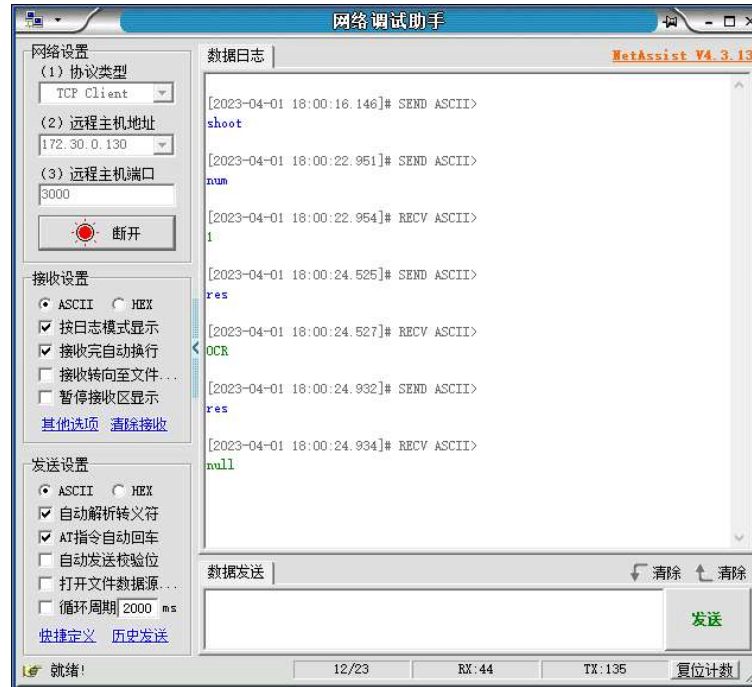 网络调试助手
网络设置
(1) 协议类型
TCP Client
(2) 远程主机地址
172.30.0.130
(3) 远程主机端口
3000
断开
接收设置
ASCII HEX
按日志模式显示
接收完自动换行
接收转向至文件...
暂停接收区显示
其他选项 清除接收
发送设置
ASCII HEX
自动解析转义符
AT指令自动回车
自动发送校验位
打开文件数据源...
循环周期 2000 ms
快捷定义 历史发送
数据日志 NetAssist V4.3.13
[2023-04-01 18:00:16.146]# SEND ASCII>
shoot
[2023-04-01 18:00:22.951]# SEND ASCII>
num
[2023-04-01 18:00:22.954]# RECV ASCII>
1
[2023-04-01 18:00:24.525]# SEND ASCII>
res
[2023-04-01 18:00:24.527]# RECV ASCII>
OCR
[2023-04-01 18:00:24.932]# SEND ASCII>
res
[2023-04-01 18:00:24.934]# RECV ASCII>
null
数据发送 清除 清除
发送
就绪! 12/23 RX:44 TX:135 复位计数